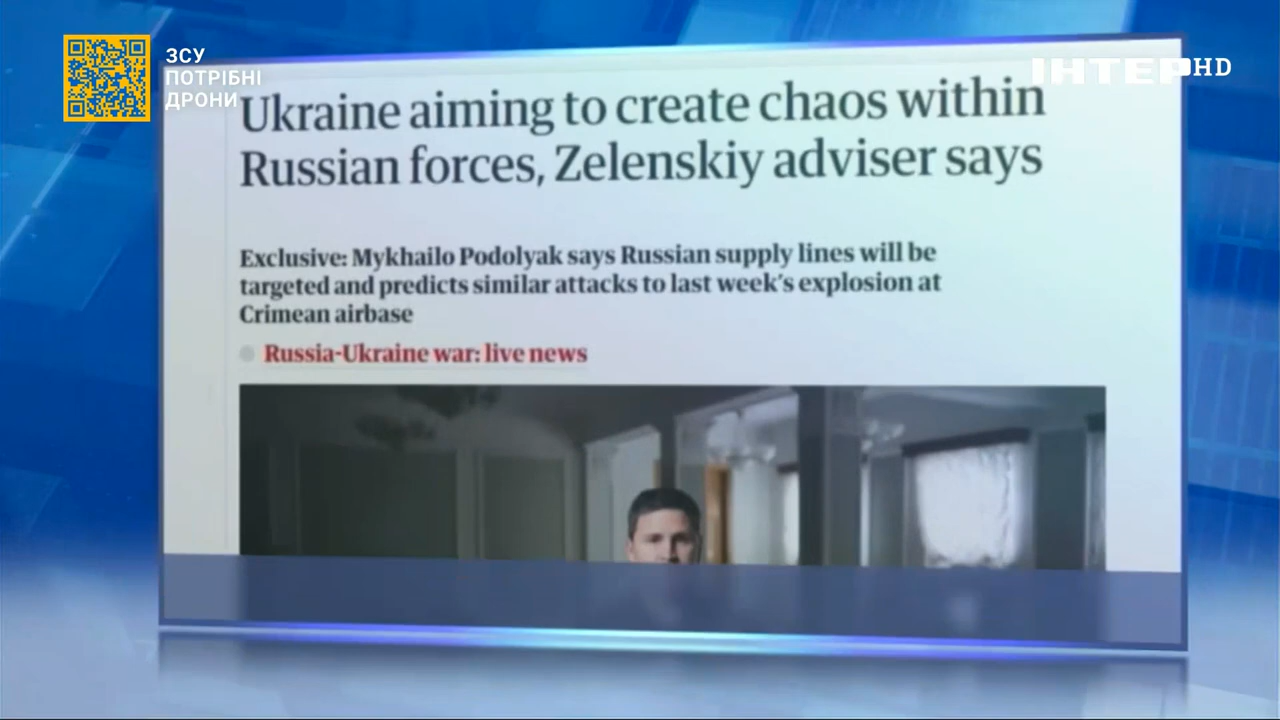 ЗСУ
ПОТРІБНІ
ДРОНИ
ІНТЕР HD
Ukraine aiming to create chaos within
Russian forces, Zelenskiy adviser says
Exclusive: Mykhailo Podolyak says Russian supply lines will be
targeted and predicts similar attacks to last week's explosion at
Crimean airbase
Russia-Ukraine war: live news